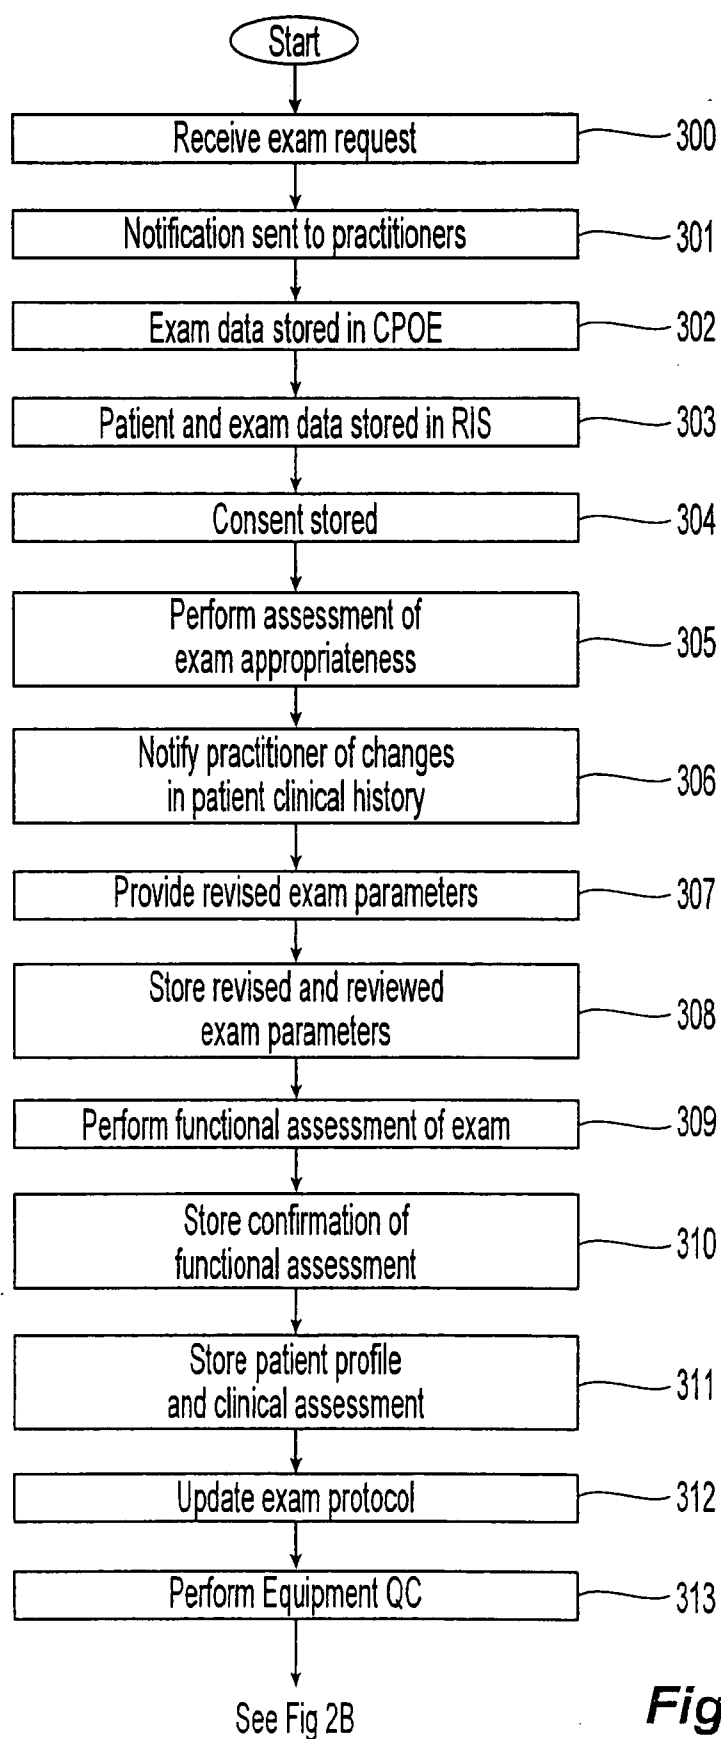 Start
Receive exam request
300
Notification sent to practitioners
301
Exam data stored in CPOE
302
Patient and exam data stored in RIS
303
Consent stored
304
Perform assessment of
exam appropriateness
305
Notify practitioner of changes
in patient clinical history
306
Provide revised exam parameters
307
Store revised and reviewed
exam parameters
308
Perform functional assessment of exam
309
Store confirmation of
functional assessment
310
Store patient profile
and clinical assessment
311
Update exam protocol
312
Perform Equipment QC
313
See Fig 2B
Fig